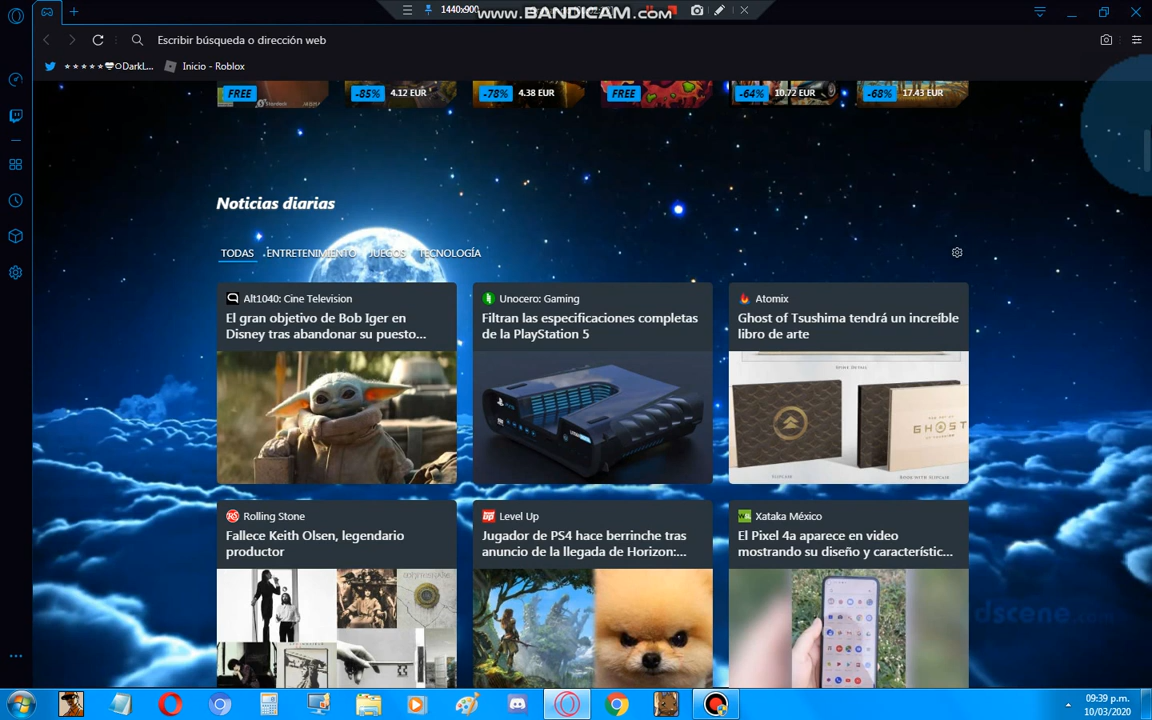 1440x900
www.BANDICAM.com
Escribir búsqueda o dirección web
★★★★★DarkL...
Inicio - Roblox
FREE
-85% 4.12 EUR
-78% 4.38 EUR
FREE
-64% 10.72 EUR
-68% 17.43 EUR
Noticias diarias
TODAS ENTRETENIMIENTO JUEGOS TECNOLOGÍA
Alt1040: Cine Television
El gran objetivo de Bob Iger en
Disney tras abandonar su puesto...
Unocero: Gaming
Filtran las especificaciones completas
de la PlayStation 5
Atomix
Ghost of Tsushima tendrá un increíble
libro de arte
GHOST
Rolling Stone
Fallece Keith Olsen, legendario
productor
Level Up
Jugador de PS4 hace berrinche tras
anuncio de la llegada de Horizon:...
Xataka México
El Pixel 4a aparece en video
mostrando su diseño y característic...
dscene.com
09:39 p.m.
10/03/2020